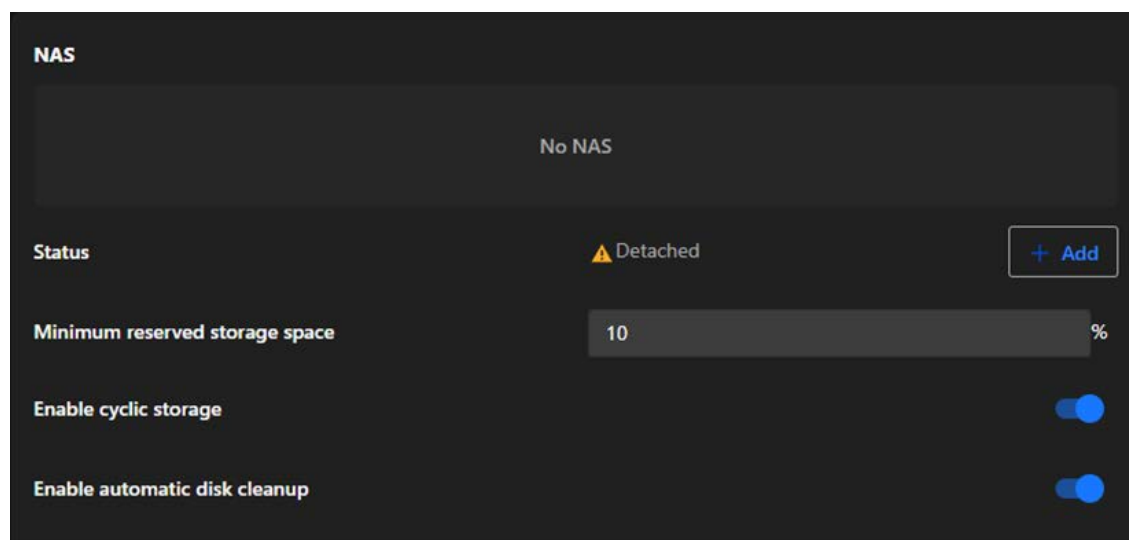 NAS
No NAS
Status Detached + Add
Minimum reserved storage space 10 %
Enable cyclic storage
Enable automatic disk cleanup